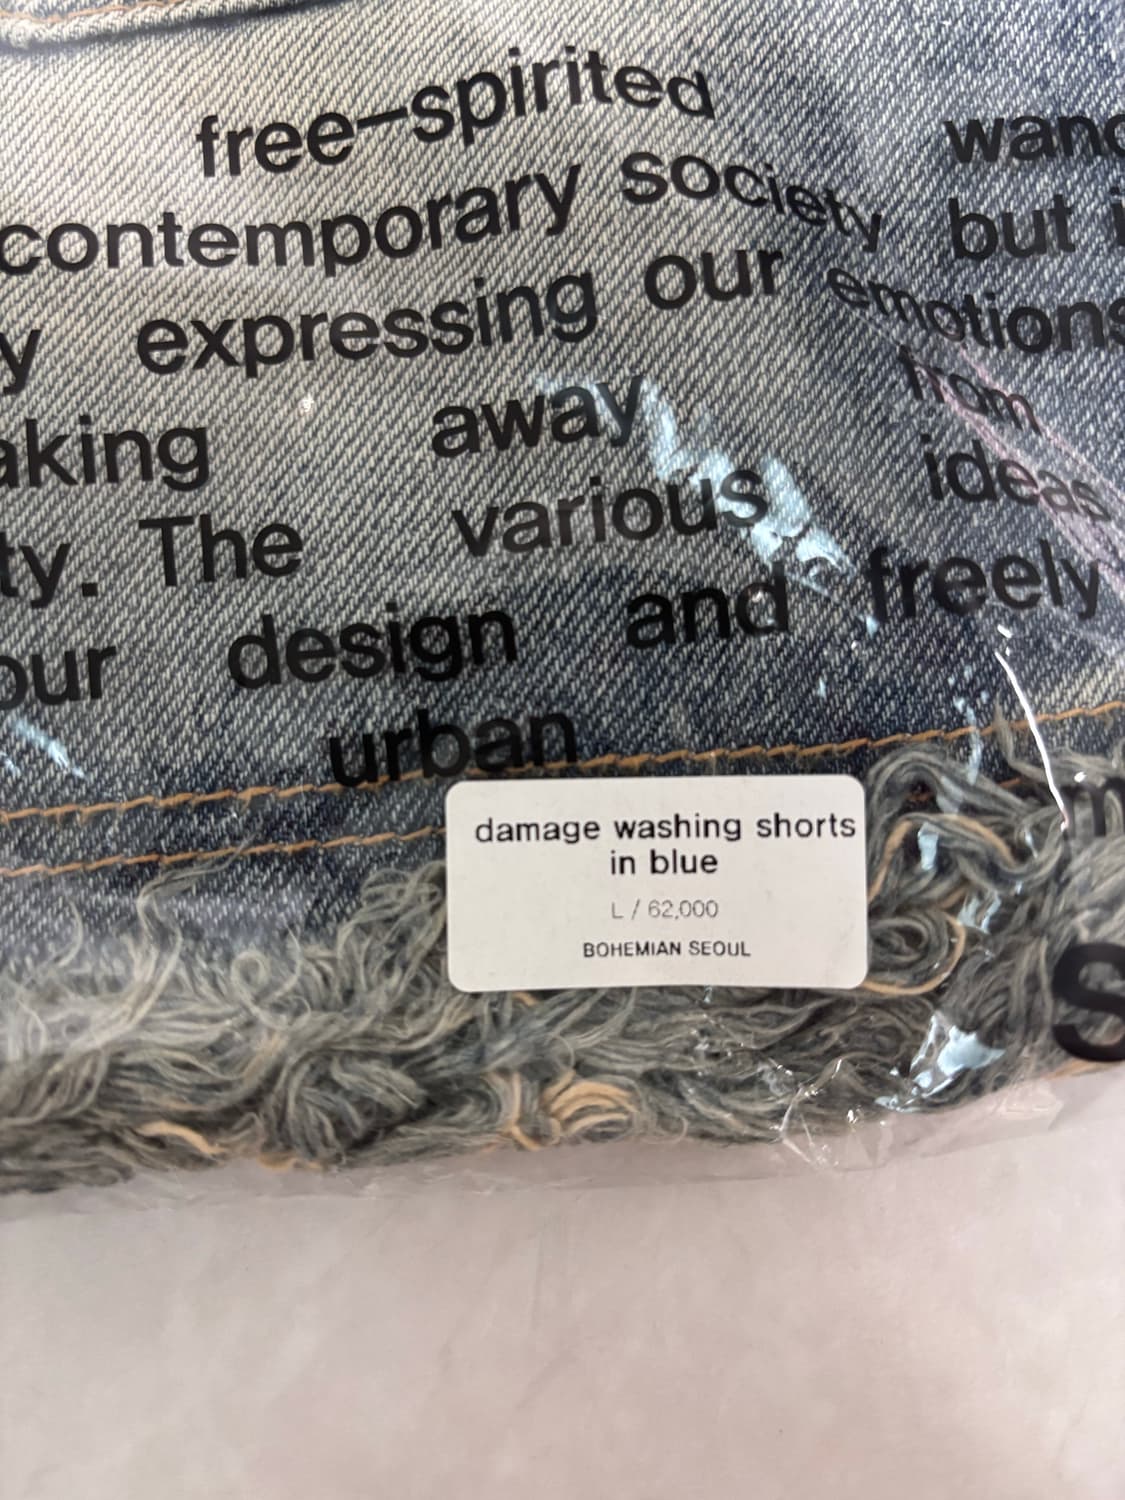 free-spirited
contemporary society but
y expressing our emotions
aking away from
ty. The various ideas
our design and freely
urban
damage washing shorts
in blue
L / 62,000
BOHEMIAN SEOUL